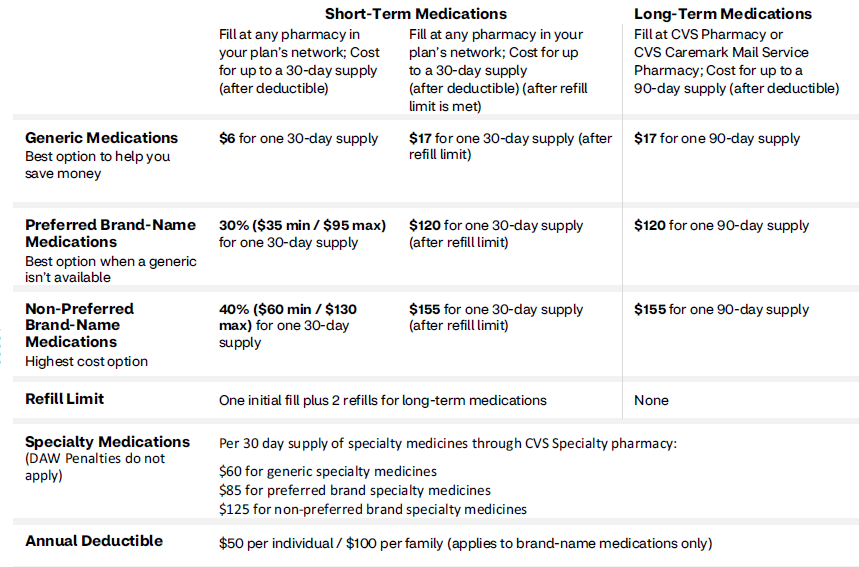 Short-Term Medications
Long-Term Medications
Fill at any pharmacy in
your plan's network; Cost
for up to a 30-day supply
(after deductible)
Fill at any pharmacy in your
plan's network; Cost for up
to a 30-day supply
(after deductible) (after refill
limit is met)
Fill at CVS Pharmacy or
CVS Caremark Mail Service
Pharmacy; Cost for up to a
90-day supply (after deductible)
Generic Medications
Best option to help you
save money
$6 for one 30-day supply
$17 for one 30-day supply (after
refill limit)
$17 for one 90-day supply
Preferred Brand-Name
Medications
Best option when a generic
isn't available
30% ($35 min / $95 max)
for one 30-day supply
$120 for one 30-day supply
(after refill limit)
$120 for one 90-day supply
Non-Preferred
Brand-Name
Medications
Highest cost option
40% ($60 min / $130
max) for one 30-day
supply
$155 for one 30-day supply
(after refill limit)
$155 for one 90-day supply
Refill Limit
One initial fill plus 2 refills for long-term medications
None
Specialty Medications
(DAW Penalties do not
apply)
Per 30 day supply of specialty medicines through CVS Specialty pharmacy:
$60 for generic specialty medicines
$85 for preferred brand specialty medicines
$125 for non-preferred brand specialty medicines
Annual Deductible
$50 per individual / $100 per family (applies to brand-name medications only)